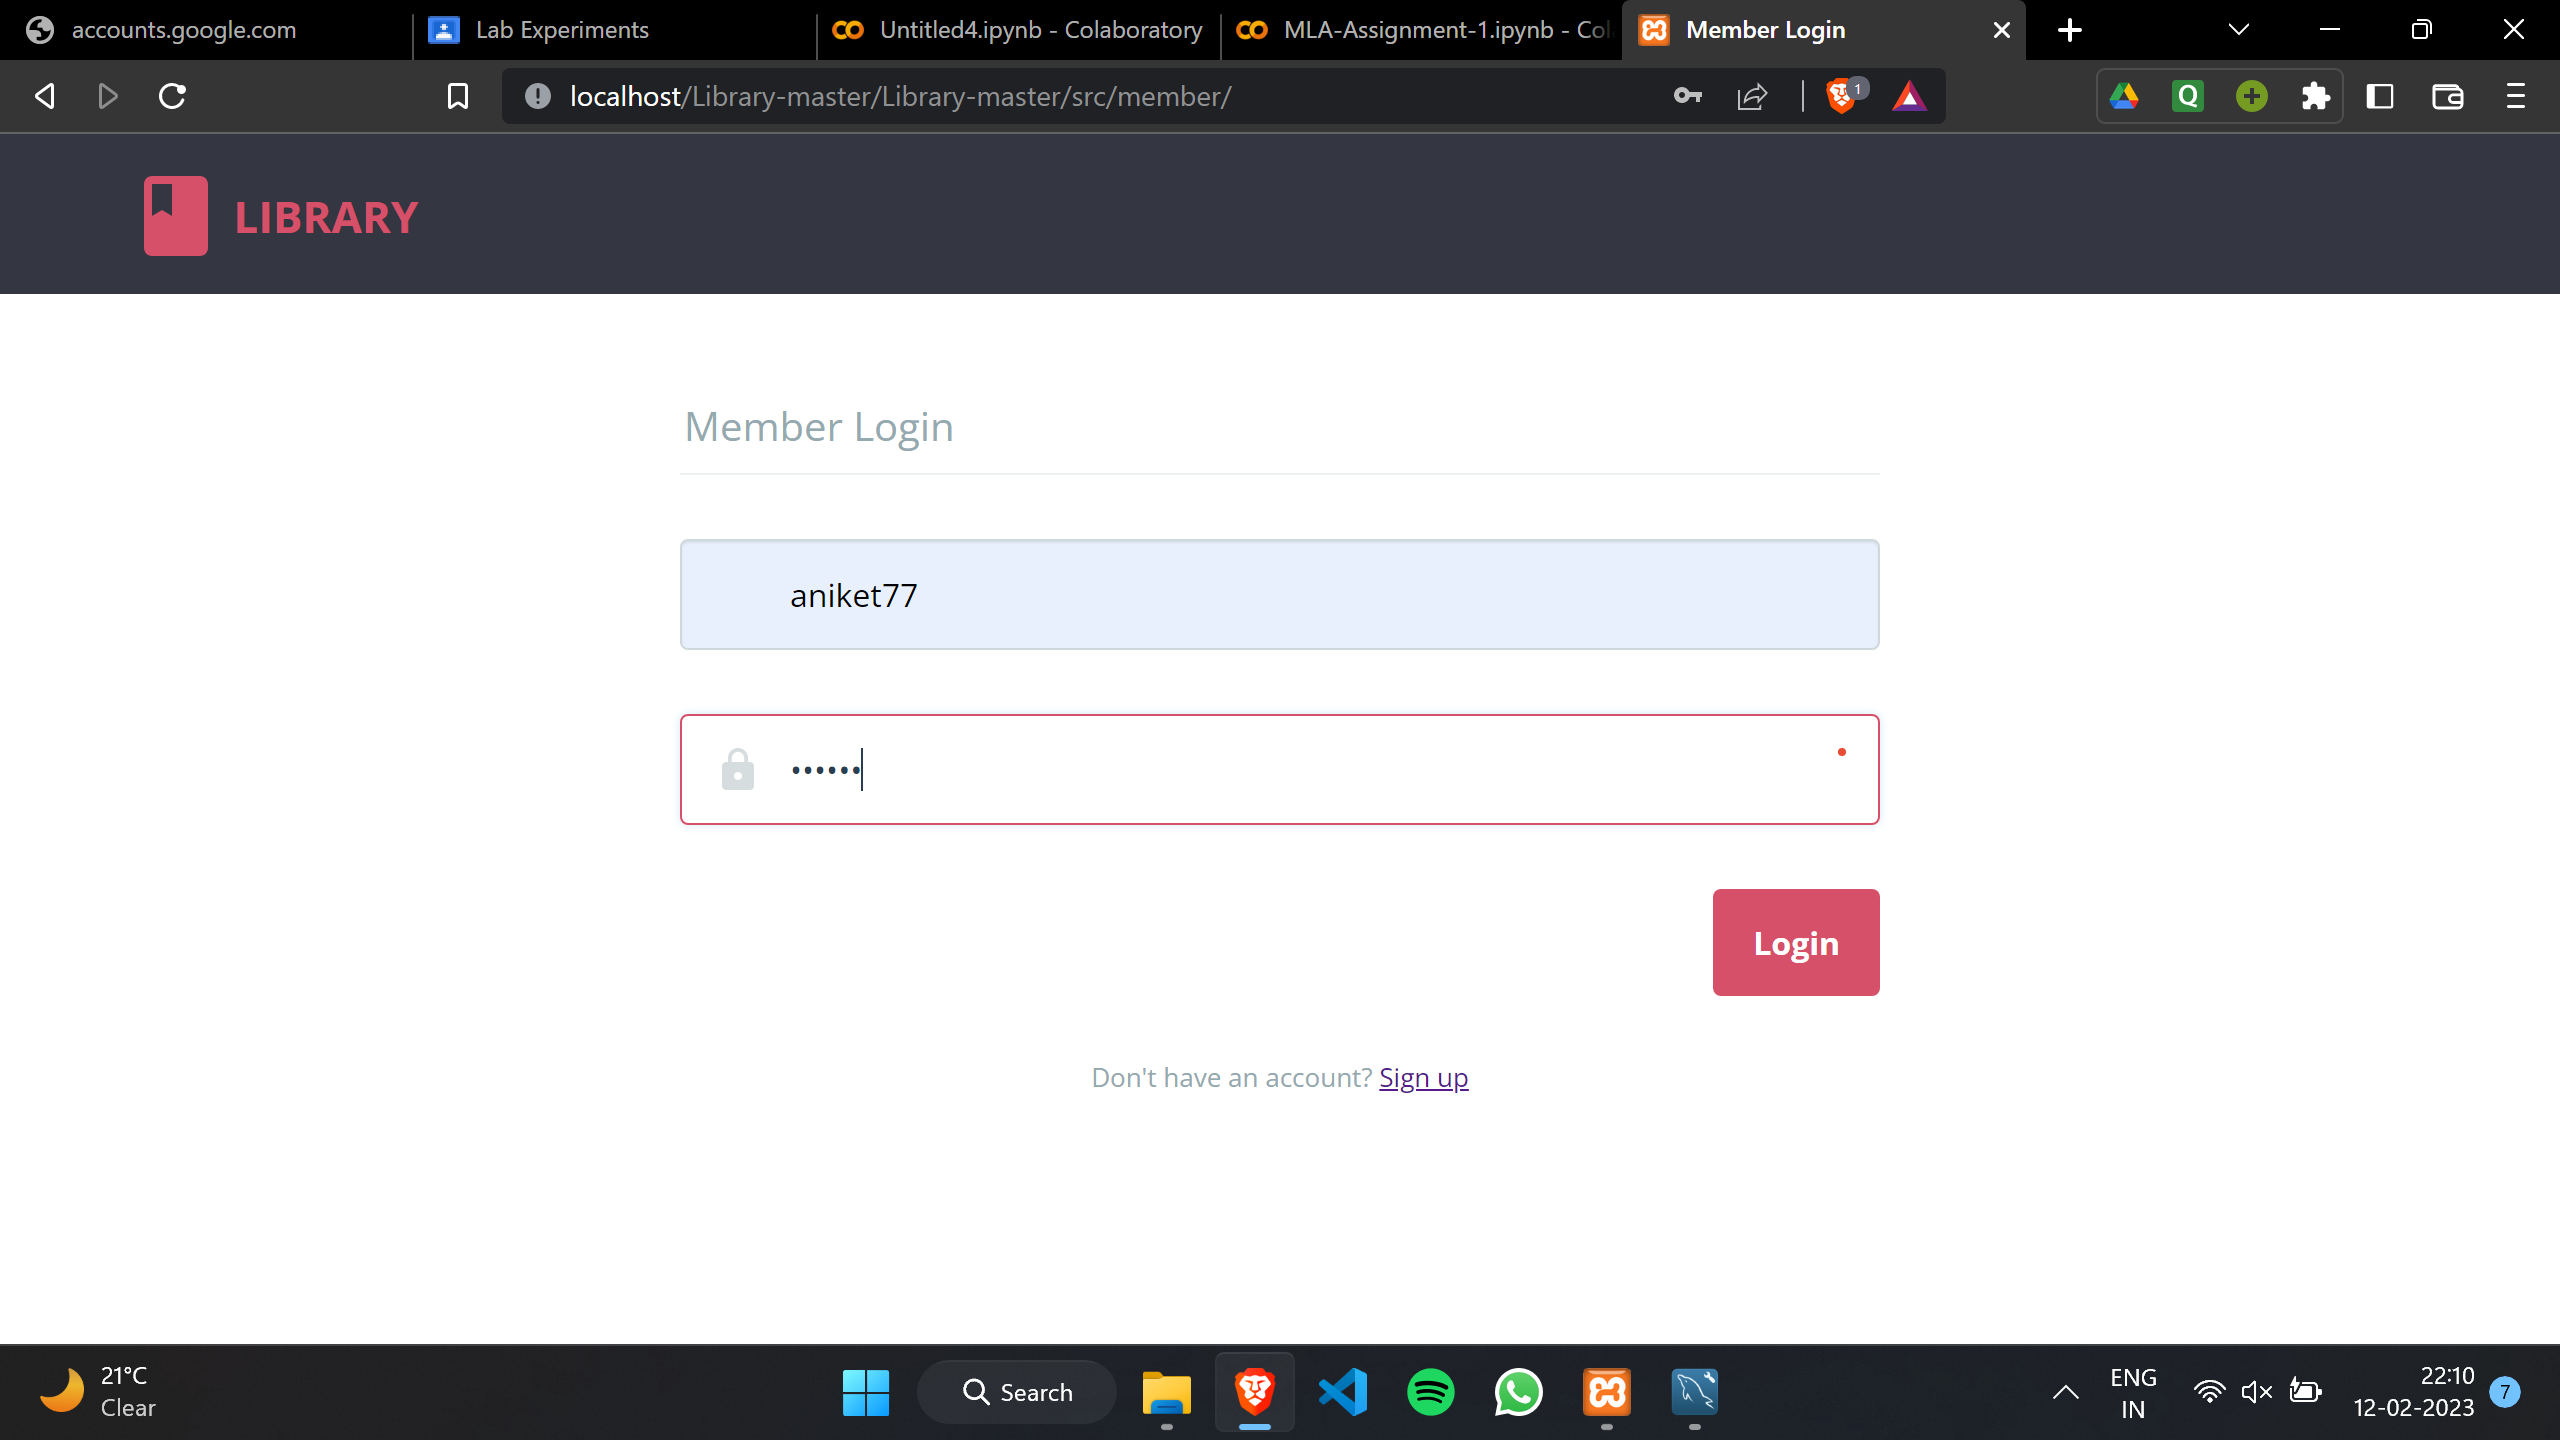 accounts.google.com
Lab Experiments
Untitled4.ipynb - Colaboratory
MLA-Assignment-1.ipynb - Col
Member Login
localhost/Library-master/Library-master/src/member/
1
Q
LIBRARY
Member Login
aniket77
••••••
Login
Don't have an account? Sign up
21°C
Clear
Search
ENG
IN
22:10
12-02-2023
7